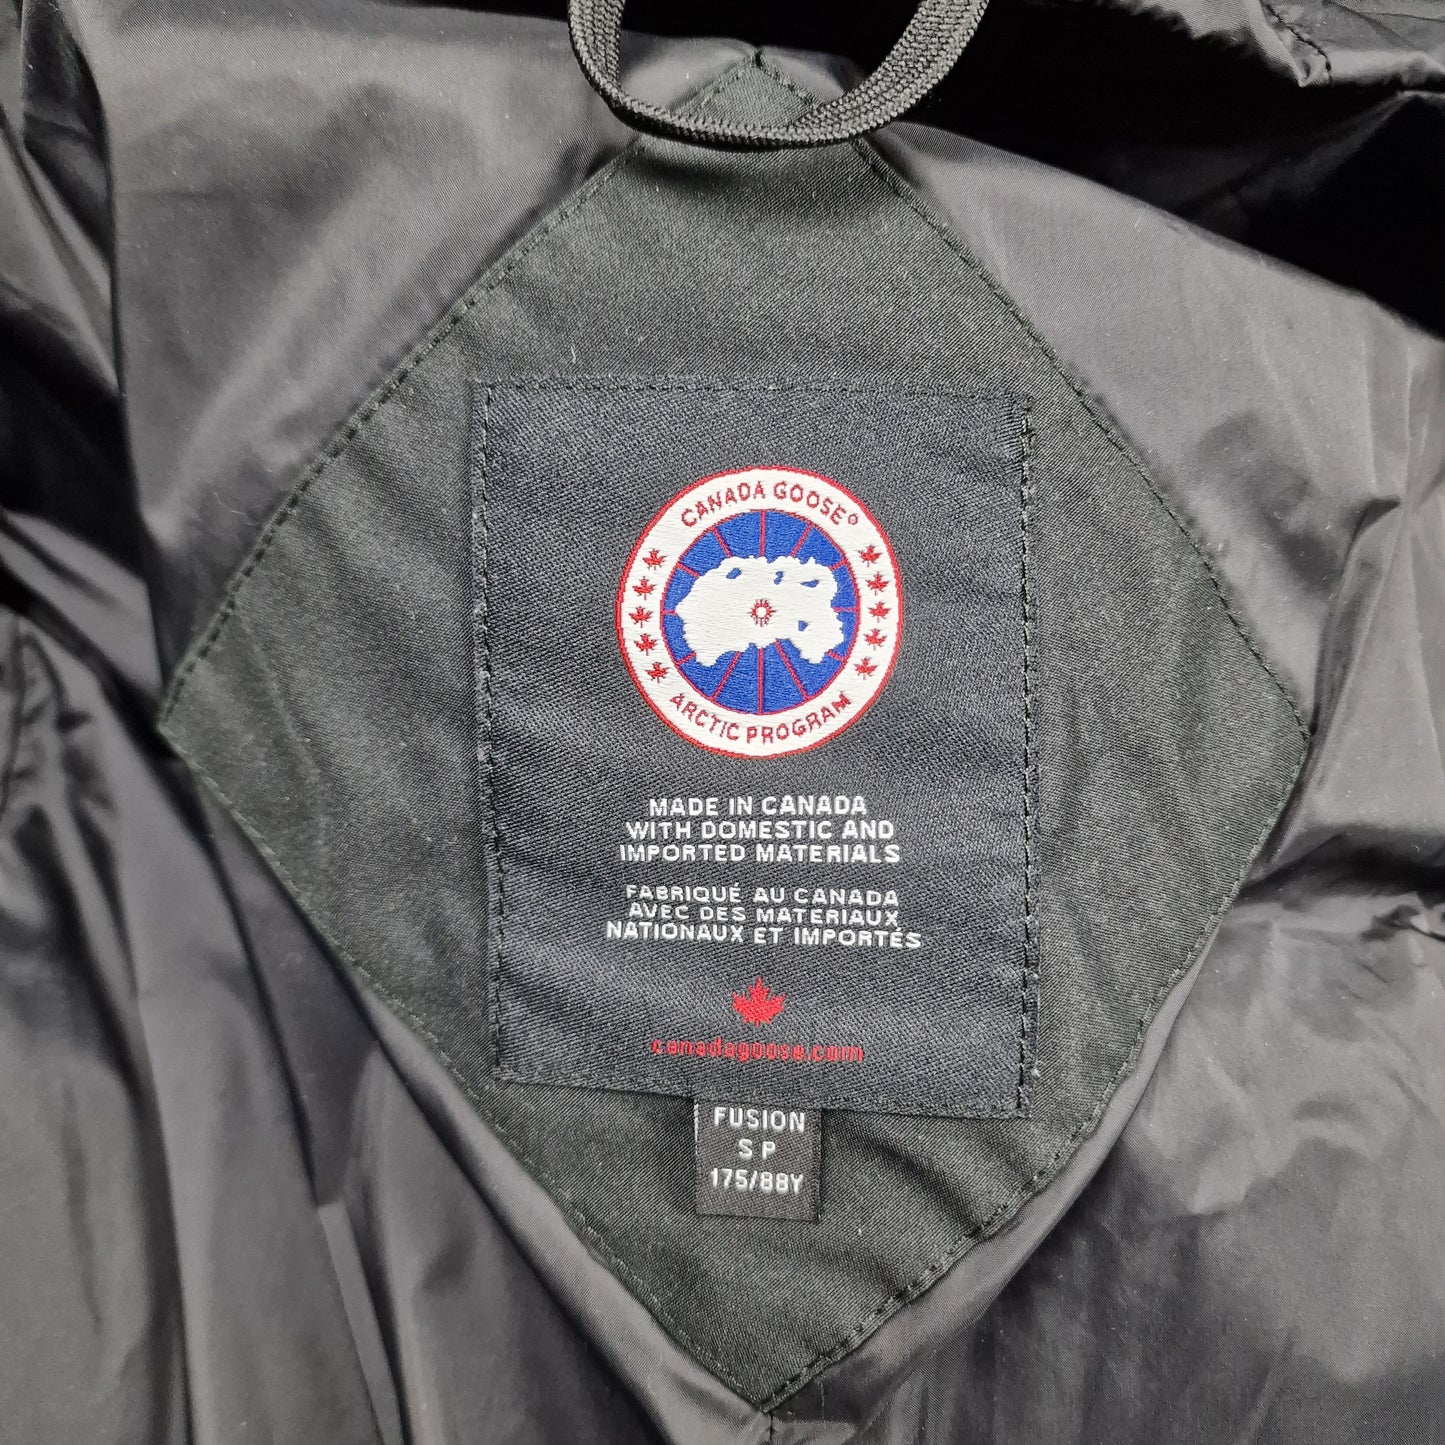 CANADA GOOSE®
ARCTIC PROGRAM
MADE IN CANADA
WITH DOMESTIC AND
IMPORTED MATERIALS
FABRIQUÉ AU CANADA
AVEC DES MATERIAUX
NATIONAUX ET IMPORTÉS
canadagoose.com
FUSION
S P
175/88Y